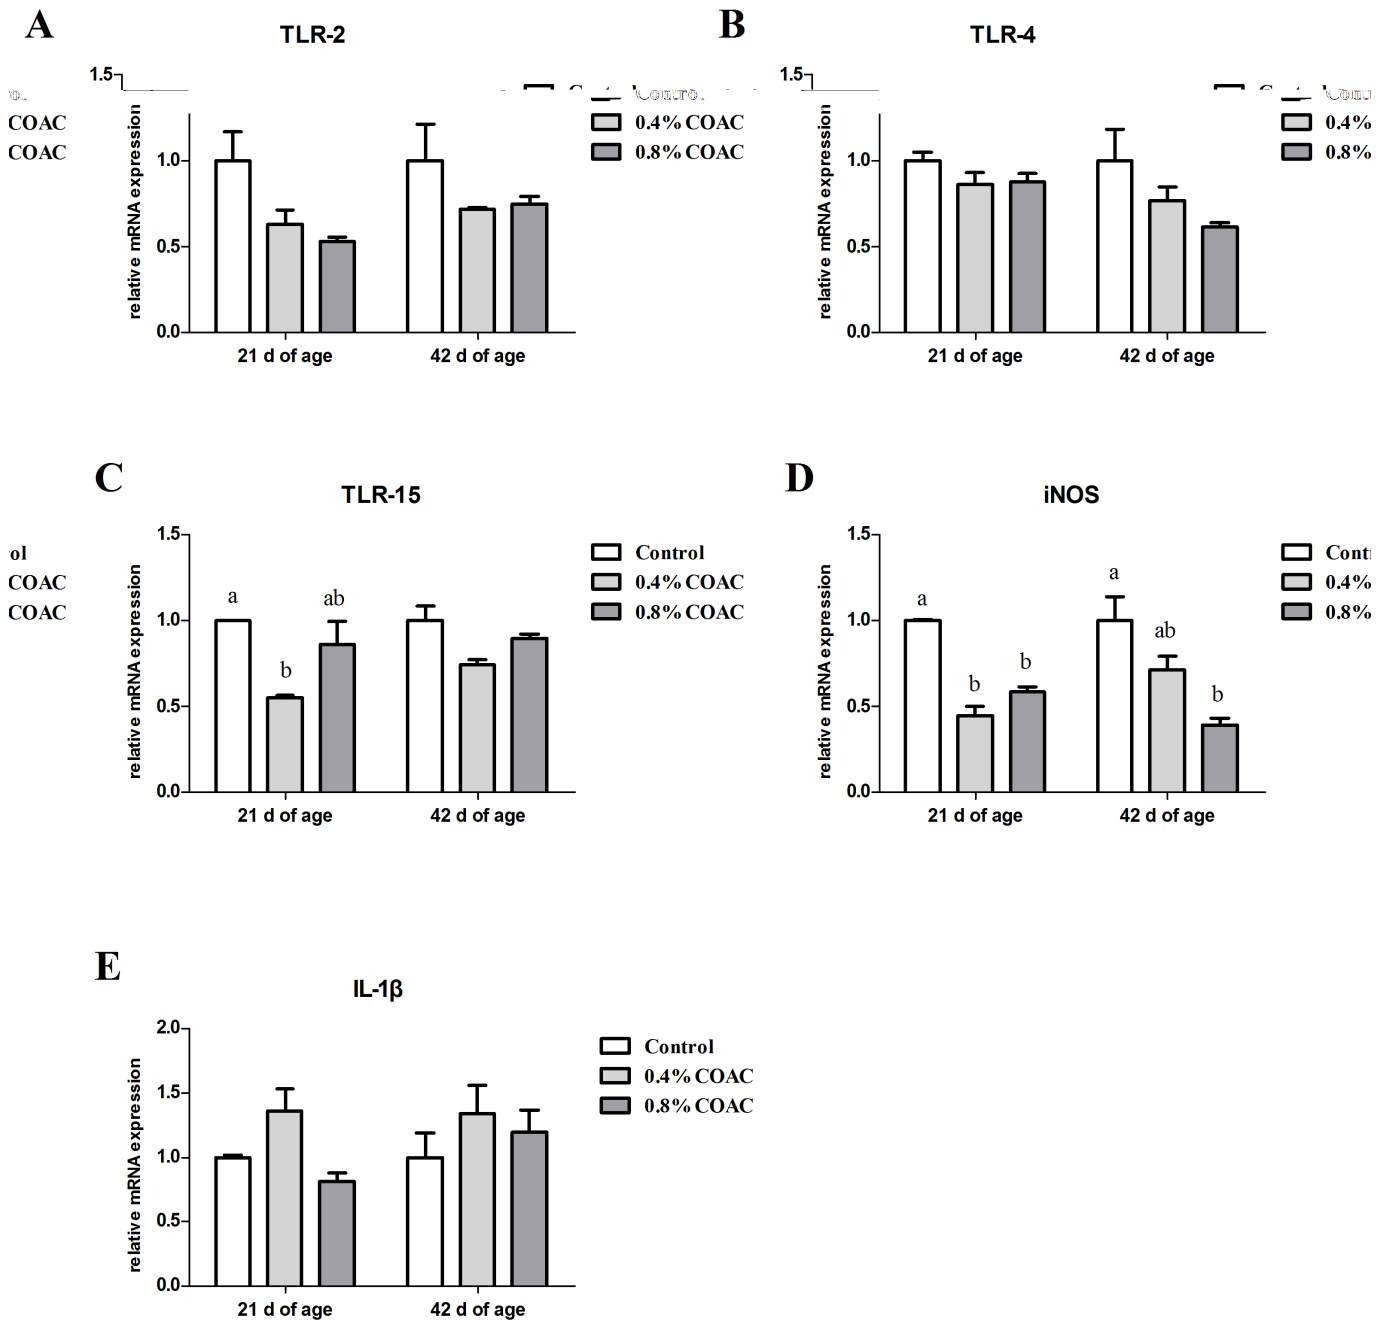 A
TLR-2
1.5
1.0
0.5
0.0
relative mRNA expression
21 d of age
42 d of age
Control
0.4% COAC
0.8% COAC
COAC
COAC
B
TLR-4
1.5
1.0
0.5
0.0
relative mRNA expression
21 d of age
42 d of age
0.4%
0.8%
C
TLR-15
1.5
1.0
0.5
0.0
relative mRNA expression
a
b
ab
21 d of age
42 d of age
Control
0.4% COAC
0.8% COAC
COAC
COAC
D
iNOS
1.5
1.0
0.5
0.0
relative mRNA expression
a
b
b
a
ab
b
21 d of age
42 d of age
0.4%
0.8%
E
IL-1β
2.0
1.5
1.0
0.5
0.0
relative mRNA expression
21 d of age
42 d of age
Control
0.4% COAC
0.8% COAC